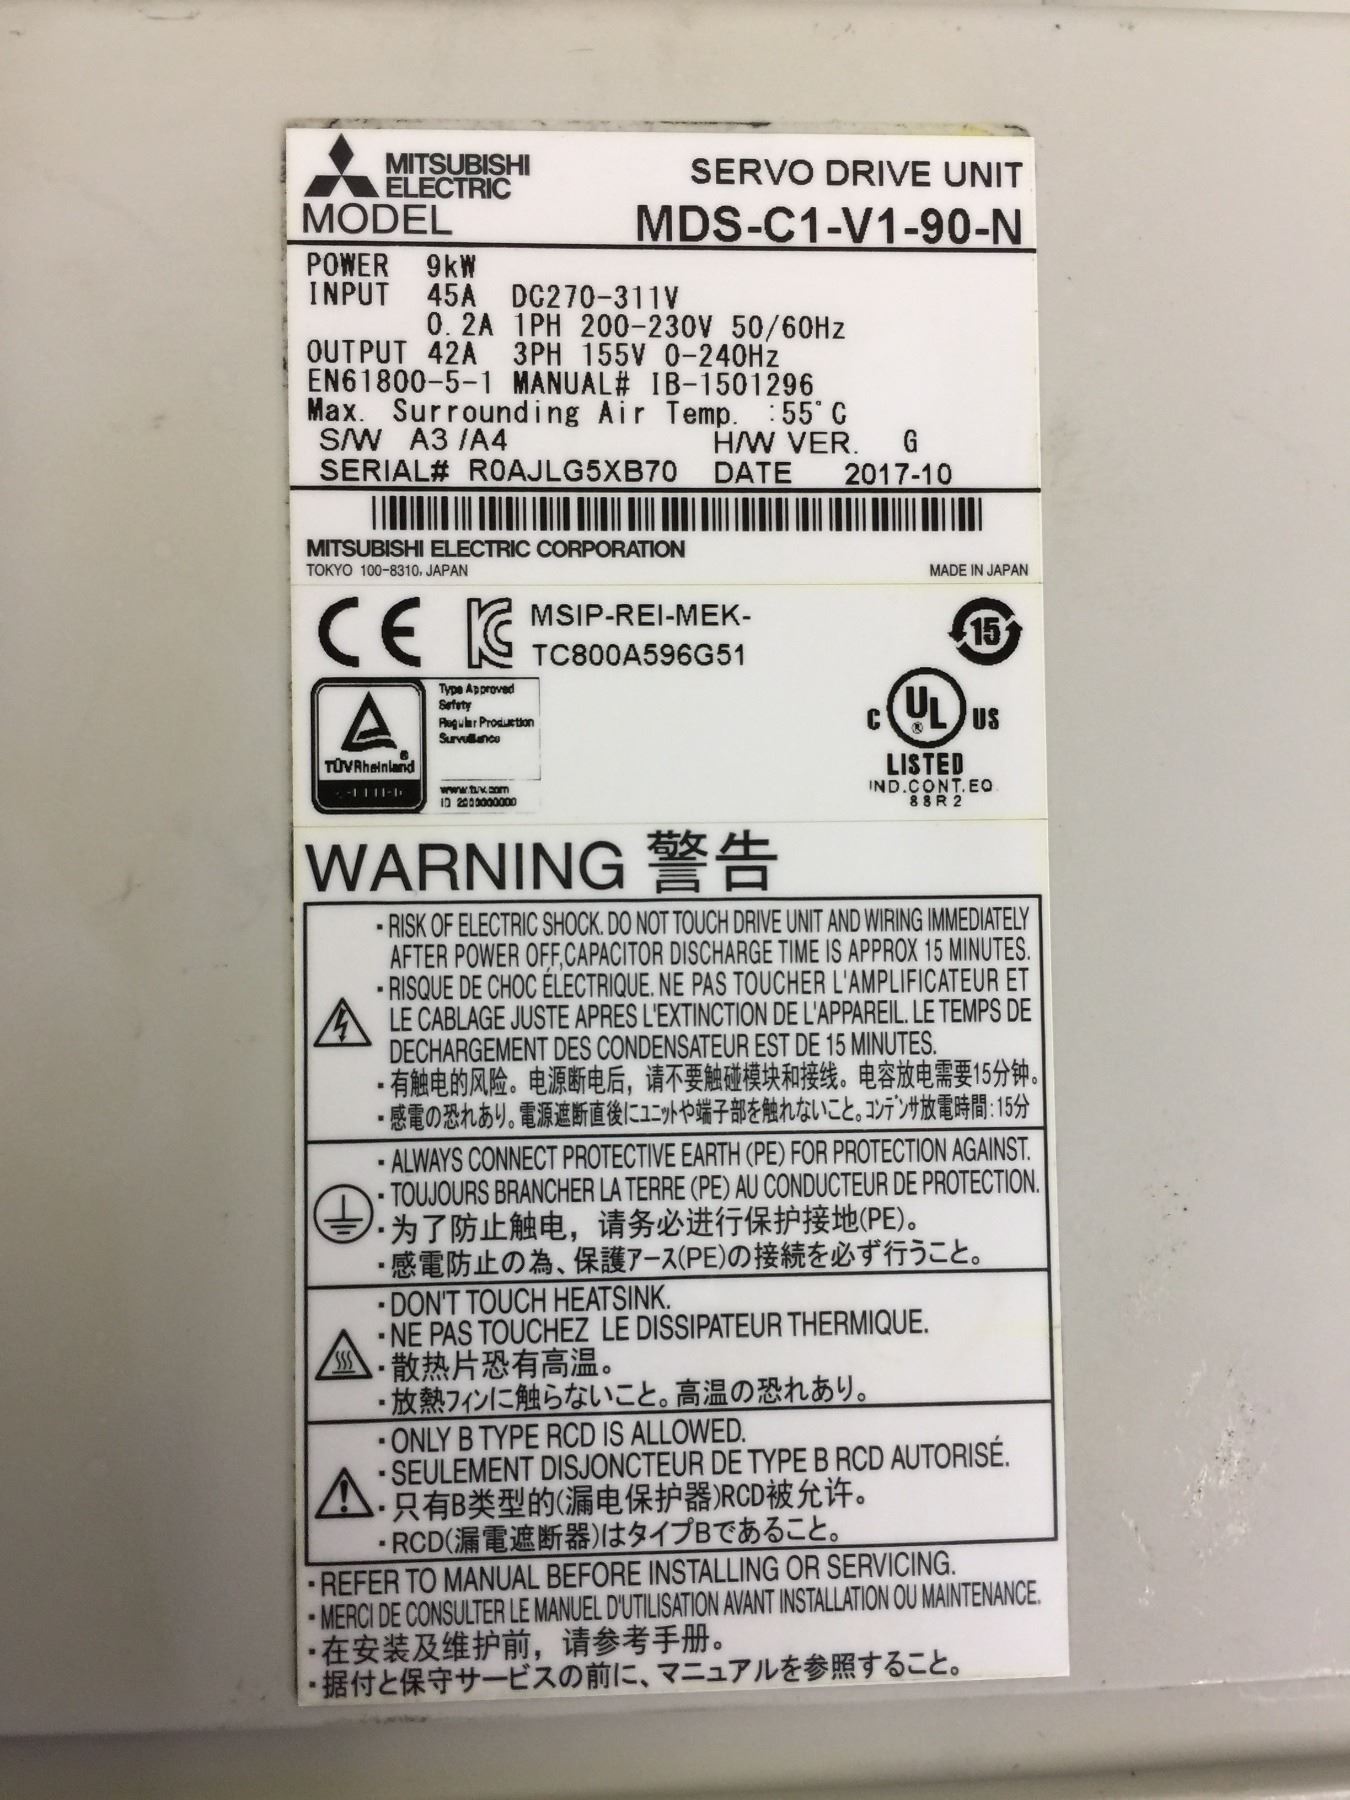 MITSUBISHI
ELECTRIC
SERVO DRIVE UNIT
MODEL MDS-C1-V1-90-N
POWER 9kW
INPUT 45A DC270-311V
0.2A 1PH 200-230V 50/60Hz
OUTPUT 42A 3PH 155V 0-240Hz
EN61800-5-1 MANUAL# IB-1501296
Max. Surrounding Air Temp. :55°C
S/W A3 /A4 H/W VER. G
SERIAL# R0AJLG5XB70 DATE 2017-10
MITSUBISHI ELECTRIC CORPORATION
TOKYO 100-8310, JAPAN MADE IN JAPAN
CE KC MSIP-REI-MEK-
TC800A596G51
15
Type Approved
Safety
Regular Production
Surveillance
TÜVRheinland
www.tuv.com
C UL US
®
LISTED
IND.CONT.EQ.
88R2
WARNING 警告
・RISK OF ELECTRIC SHOCK. DO NOT TOUCH DRIVE UNIT AND WIRING IMMEDIATELY
AFTER POWER OFF,CAPACITOR DISCHARGE TIME IS APPROX 15 MINUTES.
・RISQUE DE CHOC ÉLECTRIQUE. NE PAS TOUCHER L'AMPLIFICATEUR ET
LE CABLAGE JUSTE APRES L'EXTINCTION DE L'APPAREIL. LE TEMPS DE
DECHARGEMENT DES CONDENSATEUR EST DE 15 MINUTES.
・有触电的风险。电源断电后，请不要触碰模块和接线。电容放电需要15分钟。
・感電の恐れあり。電源遮断直後にユニットや端子部を触れないこと。コンデンサ放電時間:15分
・ALWAYS CONNECT PROTECTIVE EARTH (PE) FOR PROTECTION AGAINST.
・TOUJOURS BRANCHER LA TERRE (PE) AU CONDUCTEUR DE PROTECTION.
・为了防止触电，请务必进行保护接地(PE)。
・感電防止の為、保護アース(PE)の接続を必ず行うこと。
・DON'T TOUCH HEATSINK.
・NE PAS TOUCHEZ LE DISSIPATEUR THERMIQUE.
・散热片恐有高温。
・放熱フィンに触らないこと。高温の恐れあり。
・ONLY B TYPE RCD IS ALLOWED.
・SEULEMENT DISJONCTEUR DE TYPE B RCD AUTORISÉ.
・只有B类型的(漏电保护器)RCD被允许。
・RCD(漏電遮断器)はタイプBであること。
・REFER TO MANUAL BEFORE INSTALLING OR SERVICING.
・MERCI DE CONSULTER LE MANUEL D'UTILISATION AVANT INSTALLATION OU MAINTENANCE.
・在安装及维护前，请参考手册。
・据付と保守サービスの前に、マニュアルを参照すること。